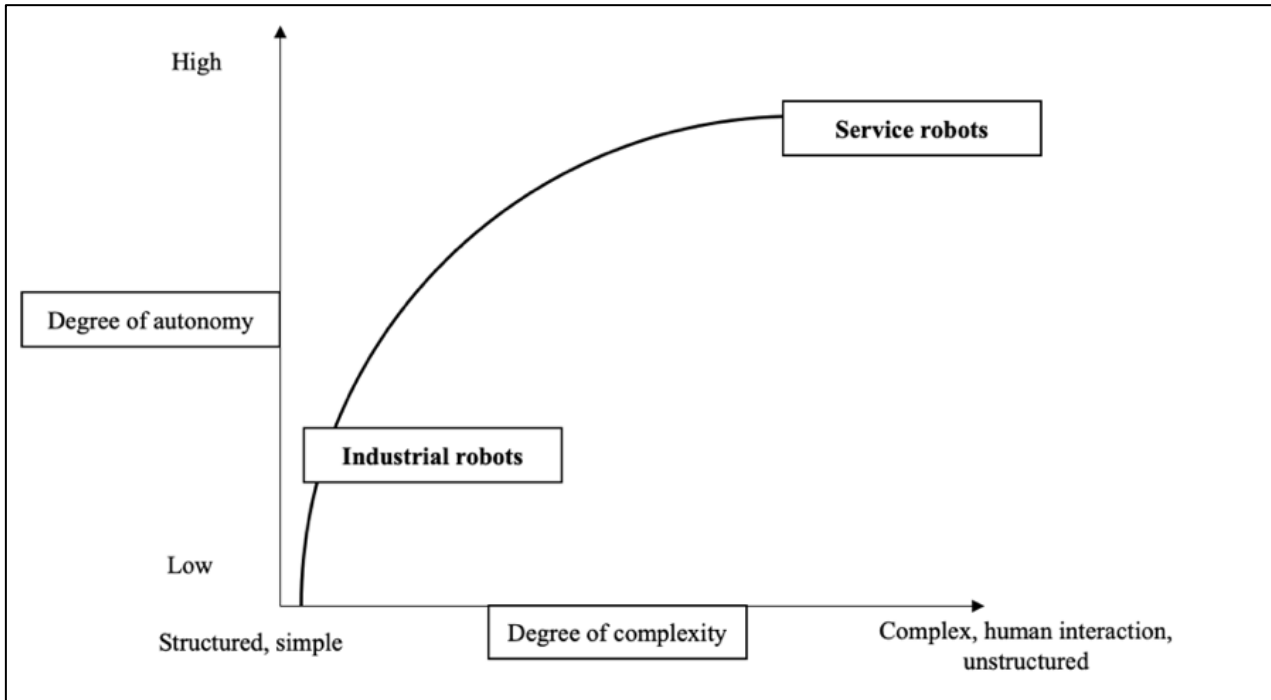 High
Service robots
Degree of autonomy
Industrial robots
Low
Structured, simple
Degree of complexity
Complex, human interaction,
unstructured